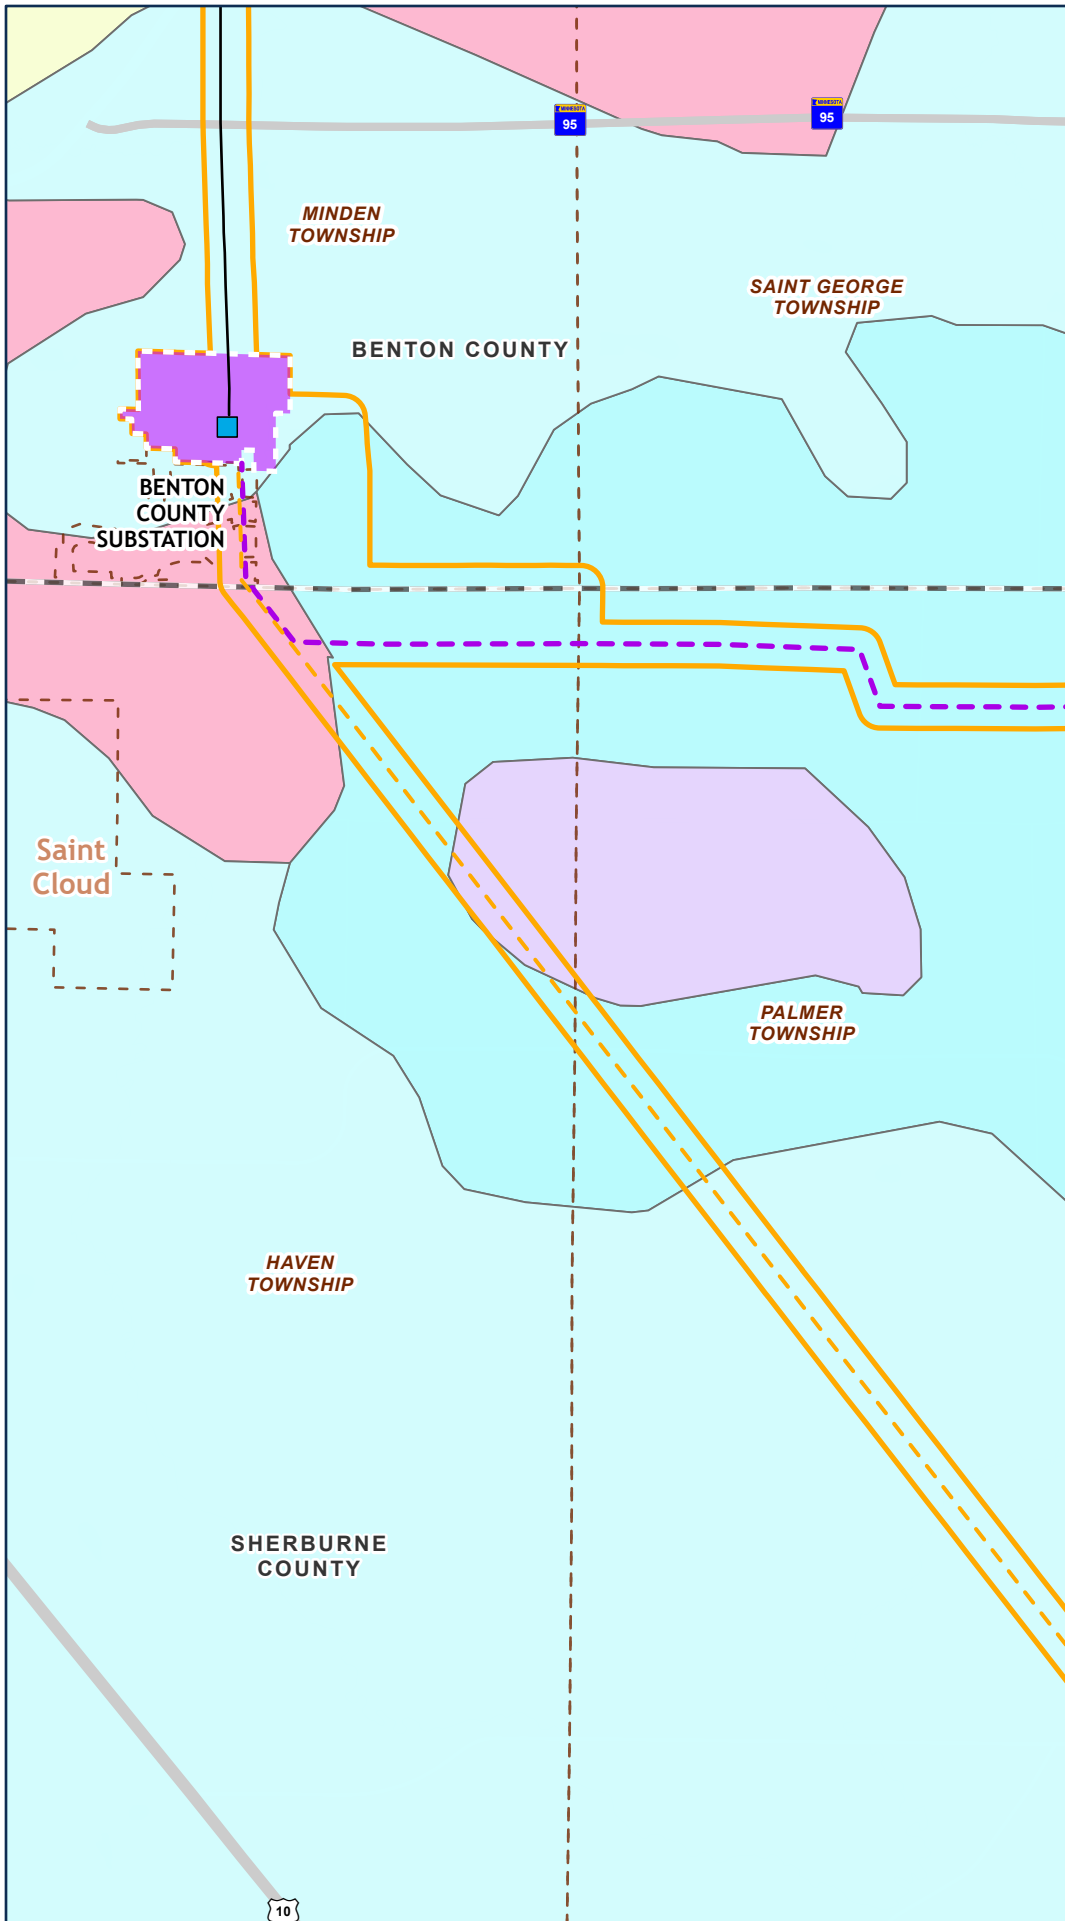 MINNESOTA
95
MINNESOTA
95
MINDEN
TOWNSHIP
SAINT GEORGE
TOWNSHIP
BENTON COUNTY
BENTON
COUNTY
SUBSTATION
Saint
Cloud
PALMER
TOWNSHIP
HAVEN
TOWNSHIP
SHERBURNE
COUNTY
10